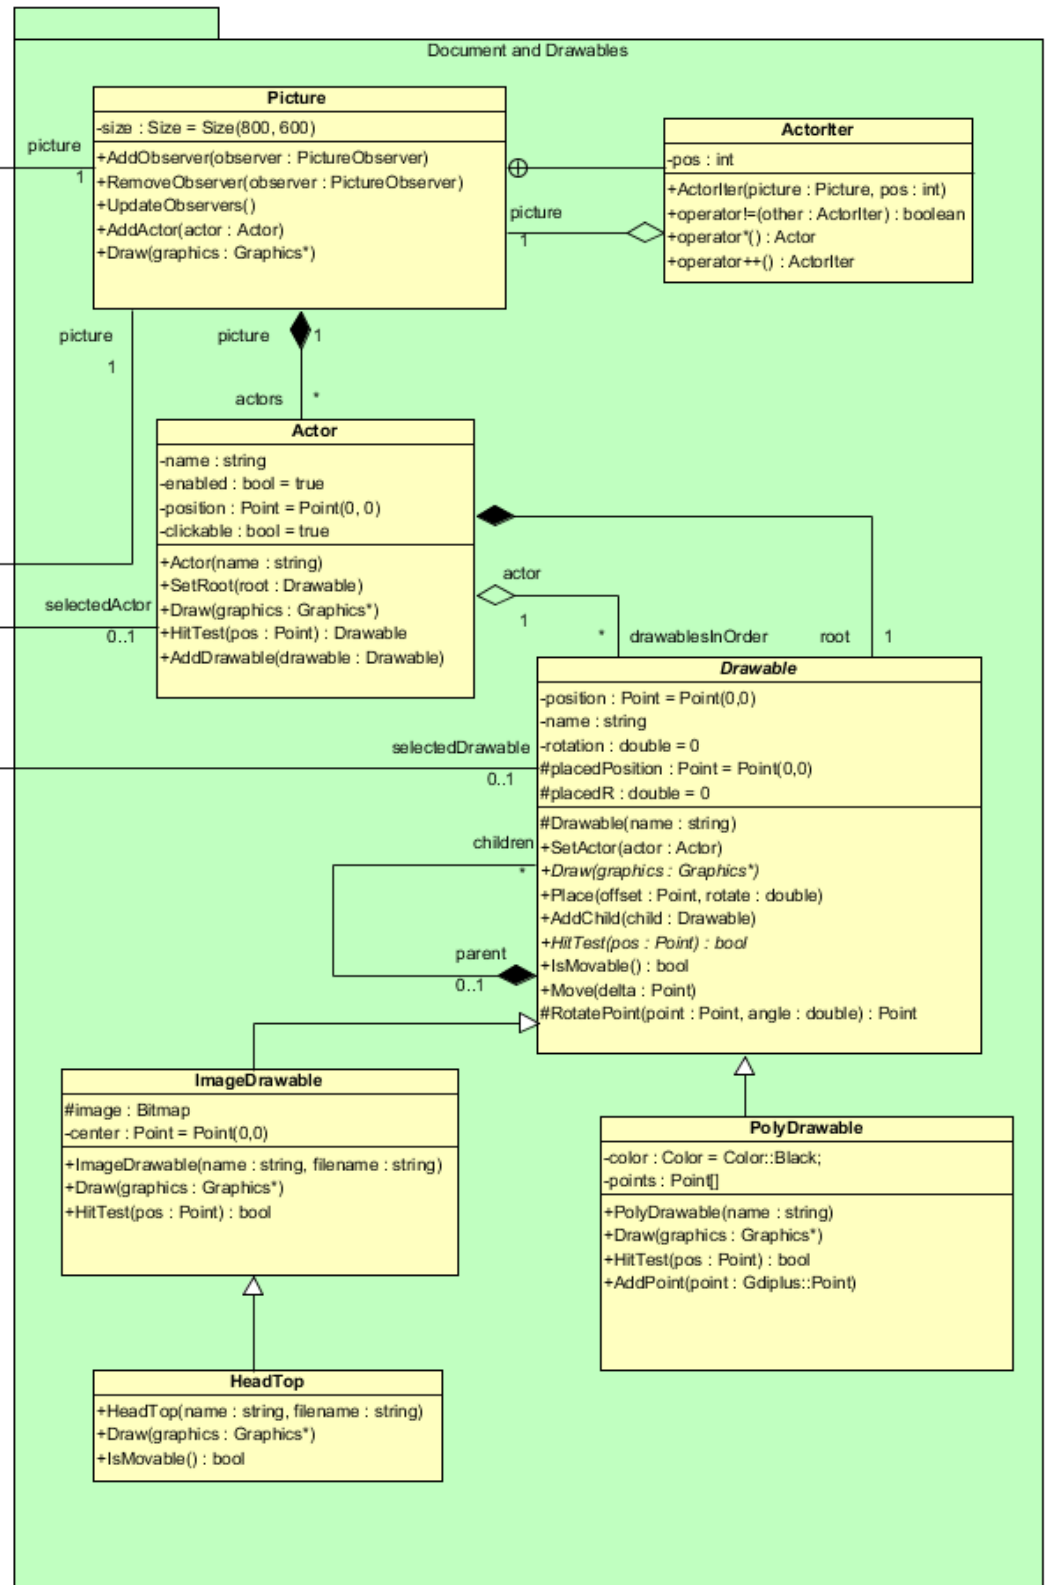 Document and Drawables
Picture
-size : Size = Size(800, 600)
+AddObserver(observer : PictureObserver)
+RemoveObserver(observer : PictureObserver)
+UpdateObservers()
+AddActor(actor : Actor)
+Draw(graphics : Graphics*)
picture
1
ActorIter
-pos : int
+ActorIter(picture : Picture, pos : int)
+operator!=(other : ActorIter) : boolean
+operator*() : Actor
+operator++() : ActorIter
picture
1
picture
1
picture
1
actors
*
Actor
-name : string
-enabled : bool = true
-position : Point = Point(0, 0)
-clickable : bool = true
+Actor(name : string)
+SetRoot(root : Drawable)
+Draw(graphics : Graphics*)
+HitTest(pos : Point) : Drawable
+AddDrawable(drawable : Drawable)
selectedActor
0..1
actor
1
*
drawablesInOrder
root
1
Drawable
-position : Point = Point(0,0)
-name : string
-rotation : double = 0
#placedPosition : Point = Point(0,0)
#placedR : double = 0
#Drawable(name : string)
+SetActor(actor : Actor)
+Draw(graphics : Graphics*)
+Place(offset : Point, rotate : double)
+AddChild(child : Drawable)
+HitTest(pos : Point) : bool
+IsMovable() : bool
+Move(delta : Point)
#RotatePoint(point : Point, angle : double) : Point
selectedDrawable
0..1
children
*
parent
0..1
ImageDrawable
#image : Bitmap
-center : Point = Point(0,0)
+ImageDrawable(name : string, filename : string)
+Draw(graphics : Graphics*)
+HitTest(pos : Point) : bool
PolyDrawable
-color : Color = Color::Black;
-points : Point[]
+PolyDrawable(name : string)
+Draw(graphics : Graphics*)
+HitTest(pos : Point) : bool
+AddPoint(point : Gdiplus::Point)
HeadTop
+HeadTop(name : string, filename : string)
+Draw(graphics : Graphics*)
+IsMovable() : bool